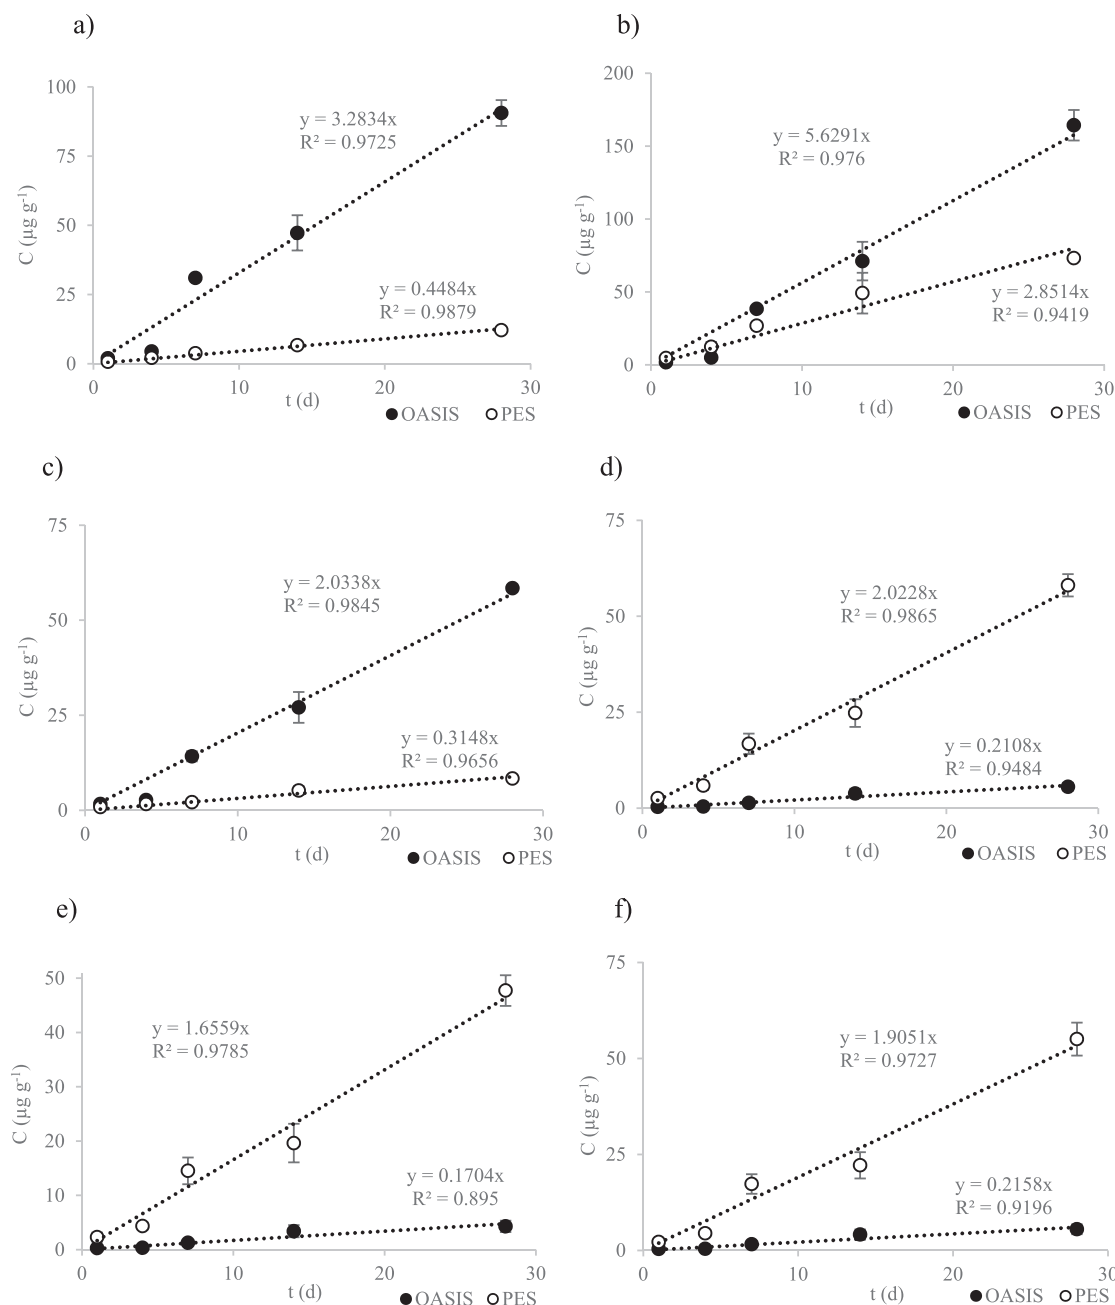 a)
100
75
50
25
0
C (µg g⁻¹)
y = 3.2834x
R² = 0.9725
y = 0.4484x
R² = 0.9879
0 10 20 30
t (d)
OASIS PES
b)
200
150
100
50
0
C (µg g⁻¹)
y = 5.6291x
R² = 0.976
y = 2.8514x
R² = 0.9419
0 10 20 30
t (d)
OASIS PES
c)
75
50
25
0
C (µg g⁻¹)
y = 2.0338x
R² = 0.9845
y = 0.3148x
R² = 0.9656
0 10 20 30
t (d)
OASIS PES
d)
75
50
25
0
C (µg g⁻¹)
y = 2.0228x
R² = 0.9865
y = 0.2108x
R² = 0.9484
0 10 20 30
t (d)
OASIS PES
e)
50
40
30
20
10
0
C (µg g⁻¹)
y = 1.6559x
R² = 0.9785
y = 0.1704x
R² = 0.895
0 10 20 30
t (d)
OASIS PES
f)
75
50
25
0
C (µg g⁻¹)
y = 1.9051x
R² = 0.9727
y = 0.2158x
R² = 0.9196
0 10 20 30
t (d)
OASIS PES